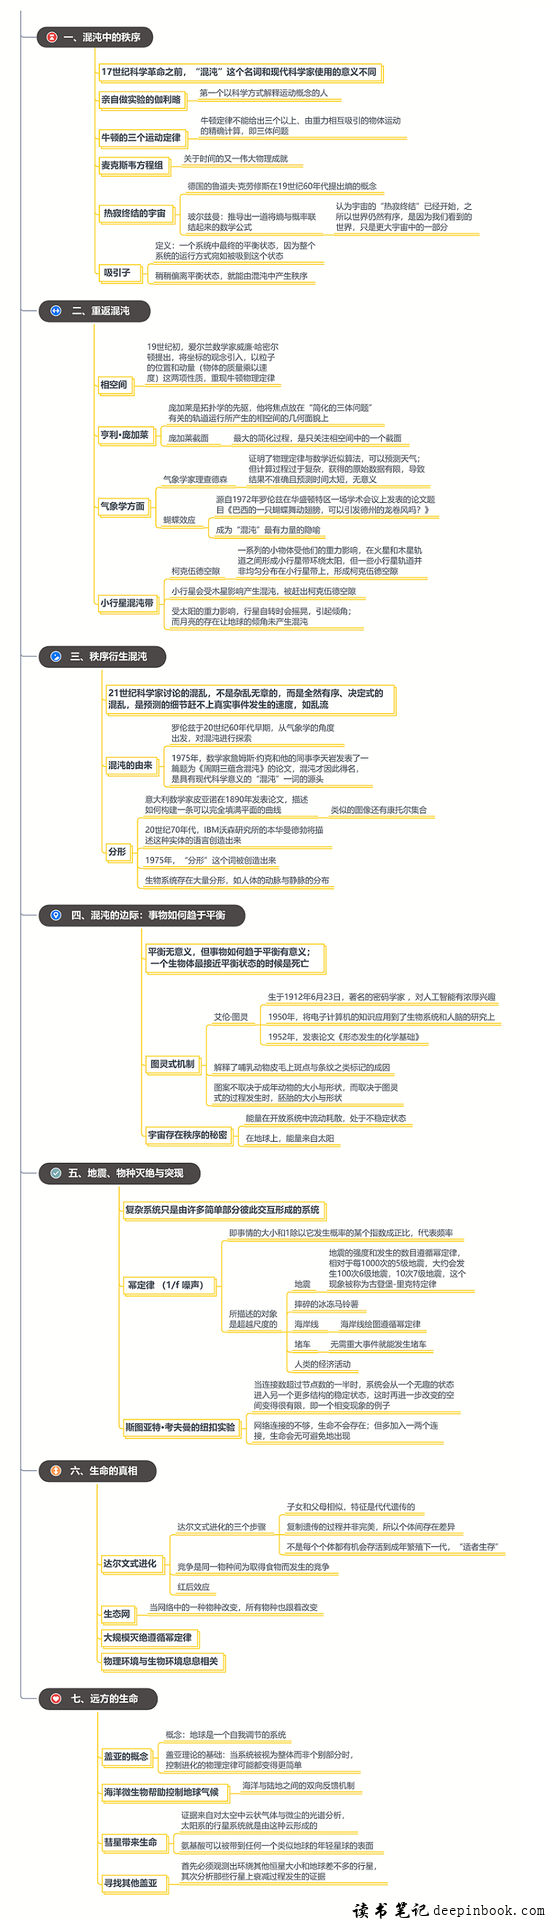 一、混沌中的秩序
17世纪科学革命之前，“混沌”这个名词和现代科学家使用的意义不同
亲自做实验的伽利略
第一个以科学方式解释运动概念的人
牛顿的三个运动定律
牛顿定律不能给出三个以上、由重力相互吸引的物体运动
的精确计算，即三体问题
麦克斯韦方程组
关于时间的又一伟大物理成就
热寂终结的宇宙
德国的鲁道夫·克劳修斯在19世纪60年代提出熵的概念
玻尔兹曼：推导出一道将熵与概率联
结起来的数学公式
认为宇宙的“热寂终结”已经开始，之
所以世界仍然有序，是因为我们看到的
世界，只是更大宇宙中的一部分
吸引子
定义：一个系统中最终的平衡状态，因为整个
系统的运行方式宛如被吸到这个状态
稍稍偏离平衡状态，就能由混沌中产生秩序
二、重返混沌
相空间
19世纪初，爱尔兰数学家威廉·哈密尔
顿提出，将坐标的观念引入，以粒子
的位置和动量（物体的质量乘以速
度）这两项性质，重现牛顿物理定律
亨利·庞加莱
庞加莱是拓扑学的先驱，他将焦点放在“简化的三体问题”
有关的轨道运行所产生的相空间的几何面貌上
庞加莱截面
最大的简化过程，是只关注相空间中的一个截面
气象学方面
气象学家理查德森
证明了物理定律与数学近似算法，可以预测天气；
但计算过程过于复杂，获得的原始数据有限，导致
结果不准确且预测时间太短，无意义
蝴蝶效应
源自1972年罗伦兹在华盛顿特区一场学术会议上发表的论文题
目《巴西的一只蝴蝶舞动翅膀，可以引发德州的龙卷风吗？》
成为“混沌”最有力量的隐喻
小行星混沌带
柯克伍德空隙
一系列的小物体受他们的重力影响，在火星和木星轨
道之间形成小行星带环绕太阳，但一些小行星轨道并
非均匀分布在小行星带上，形成柯克伍德空隙
小行星会受木星影响产生混沌，被赶出柯克伍德空隙
受太阳的重力影响，行星自转时会摇晃，引起倾角；
而月亮的存在让地球的倾角未产生混沌
三、秩序衍生混沌
21世纪科学家讨论的混乱，不是杂乱无章的，而是全然有序、决定式的
混乱，是预测的细节赶不上真实事件发生的速度，如乱流
混沌的由来
罗伦兹于20世纪60年代早期，从气象学的角度
出发，对混沌进行探索
1975年，数学家詹姆斯·约克和他的同事李天岩发表了一
篇题为《周期三蕴含混沌》的论文，混沌才因此得名，
是具有现代科学意义的“混沌”一词的源头
分形
意大利数学家皮亚诺在1890年发表论文，描述
如何构建一条可以完全填满平面的曲线
类似的图像还有康托尔集合
20世纪70年代，IBM沃森研究所的本华曼德勃将描
述这种实体的语言创造出来
1975年，“分形”这个词被创造出来
生物系统存在大量分形，如人体的动脉与静脉的分布
四、混沌的边际：事物如何趋于平衡
平衡无意义，但事物如何趋于平衡有意义；
一个生物体最接近平衡状态的时候是死亡
图灵式机制
艾伦·图灵
生于1912年6月23日，著名的密码学家，对人工智能有浓厚兴趣
1950年，将电子计算机的知识应用到了生物系统和人脑的研究上
1952年，发表论文《形态发生的化学基础》
解释了哺乳动物皮毛上斑点与条纹之类标记的成因
图案不取决于成年动物的大小与形状，而取决于图灵
式的过程发生时，胚胎的大小与形状
宇宙存在秩序的秘密
能量在开放系统中流动耗散，处于不稳定状态
在地球上，能量来自太阳
五、地震、物种灭绝与突现
复杂系统只是由许多简单部分彼此交互形成的系统
幂定律 （1/f 噪声）
即事情的大小和1除以它发生概率的某个指数成正比，f代表频率
所描述的对象
是超越尺度的
地震
地震的强度和发生的数目遵循幂定律，
相对于每1000次的5级地震，大约会发
生100次6级地震，10次7级地震，这个
现象被称为古登堡-里克特定律
摔碎的冰冻马铃薯
海岸线
海岸线绘图遵循幂定律
堵车
无需重大事件就能发生堵车
人类的经济活动
斯图亚特·考夫曼的纽扣实验
当连接数超过节点数的一半时，系统会从一个无趣的状态
进入另一个更多结构的稳定状态，这时再进一步改变的空
间变得很有限，即一个相变现象的例子
网络连接的不够，生命不会存在；但多加入一两个连
接，生命会无可避免地出现
六、生命的真相
达尔文式进化
达尔文式进化的三个步骤
子女和父母相似，特征是代代遗传的
复制遗传的过程并非完美，所以个体间存在差异
不是每个个体都有机会存活到成年繁殖下一代，“适者生存”
竞争是同一物种间为取得食物而发生的竞争
红后效应
生态网
当网络中的一种物种改变，所有物种也跟着改变
大规模灭绝遵循幂定律
物理环境与生物环境息息相关
七、远方的生命
盖亚的概念
概念：地球是一个自我调节的系统
盖亚理论的基础：当系统被视为整体而非个别部分时，
控制进化的物理定律可能都变得更简单
海洋微生物帮助控制地球气候
海洋与陆地之间的双向反馈机制
彗星带来生命
证据来自对太空中云状气体与微尘的光谱分析，
太阳系的行星系统就是由这种云形成的
氨基酸可以被带到任何一个类似地球的年轻星球的表面
寻找其他盖亚
首先必须观测出环绕其他恒星大小和地球差不多的行星，
其次分析那些行星上衰减过程发生的证据
读书笔记deepinbook.com